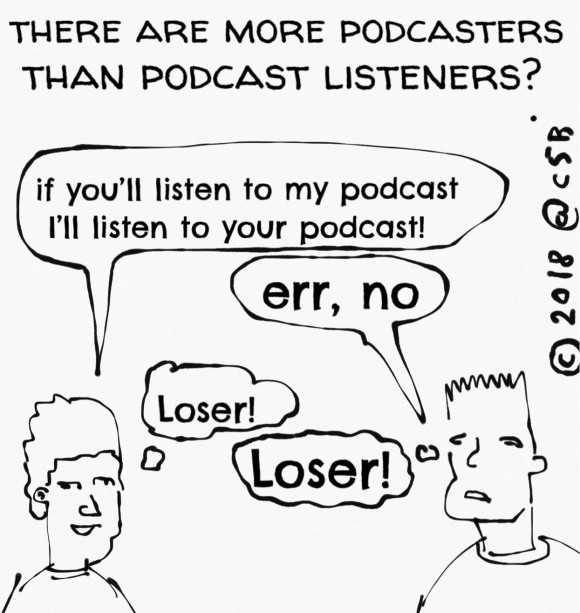 THERE ARE MORE PODCASTERS
THAN PODCAST LISTENERS?
if you'll listen to my podcast
I'll listen to your podcast!
err, no
Loser!
Loser!
© 2018 @csb